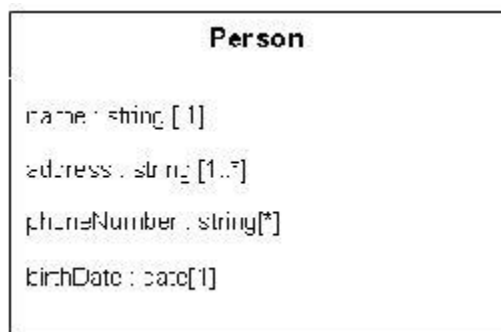 Person
name : string [1]
address : string [1..*]
phoneNumber : string[*]
birthDate : date[1]